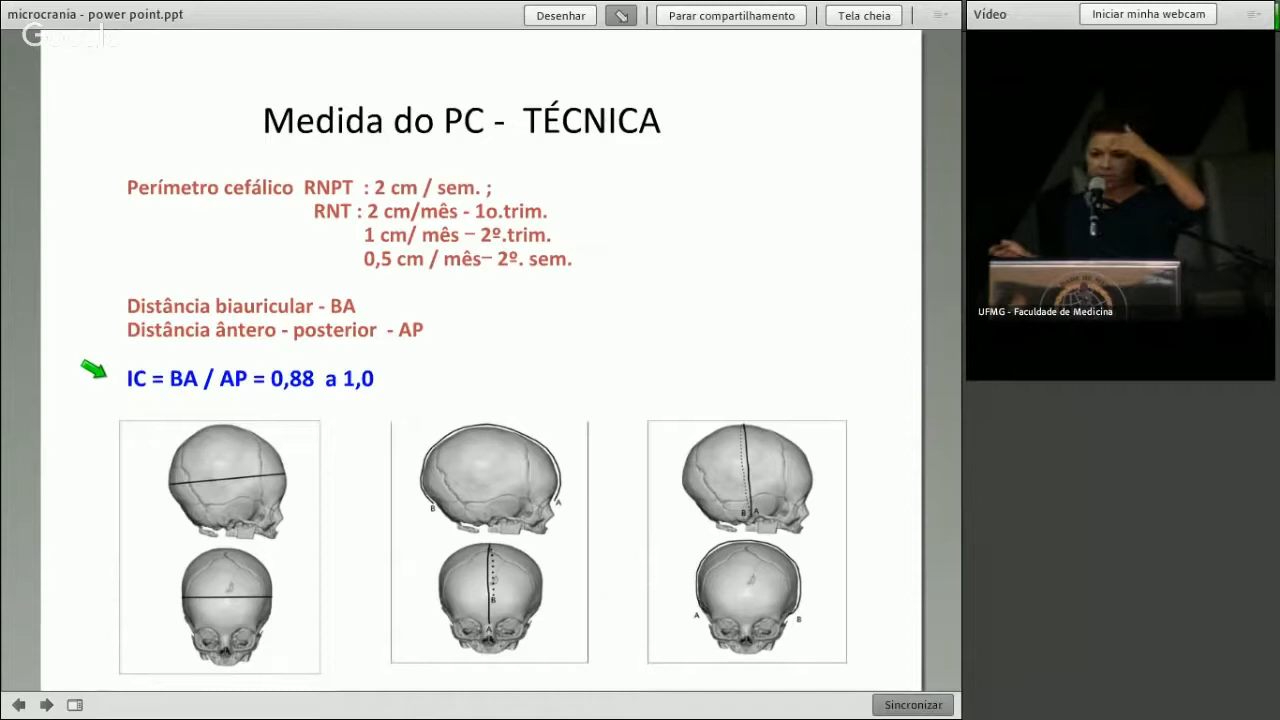 microcrania - power point.ppt
Desenhar
Parar compartilhamento
Tela cheia
Vídeo
Iniciar minha webcam
Google
Medida do PC - TÉCNICA
Perímetro cefálico RNPT : 2 cm / sem. ;
RNT : 2 cm/mês - 1o.trim.
1 cm/ mês – 2º.trim.
0,5 cm / mês– 2º. sem.
Distância biauricular - BA
Distância ântero - posterior - AP
IC = BA / AP = 0,88 a 1,0
B
A
B
A
B
A
A
B
UFMG - Faculdade de Medicina
Sincronizar